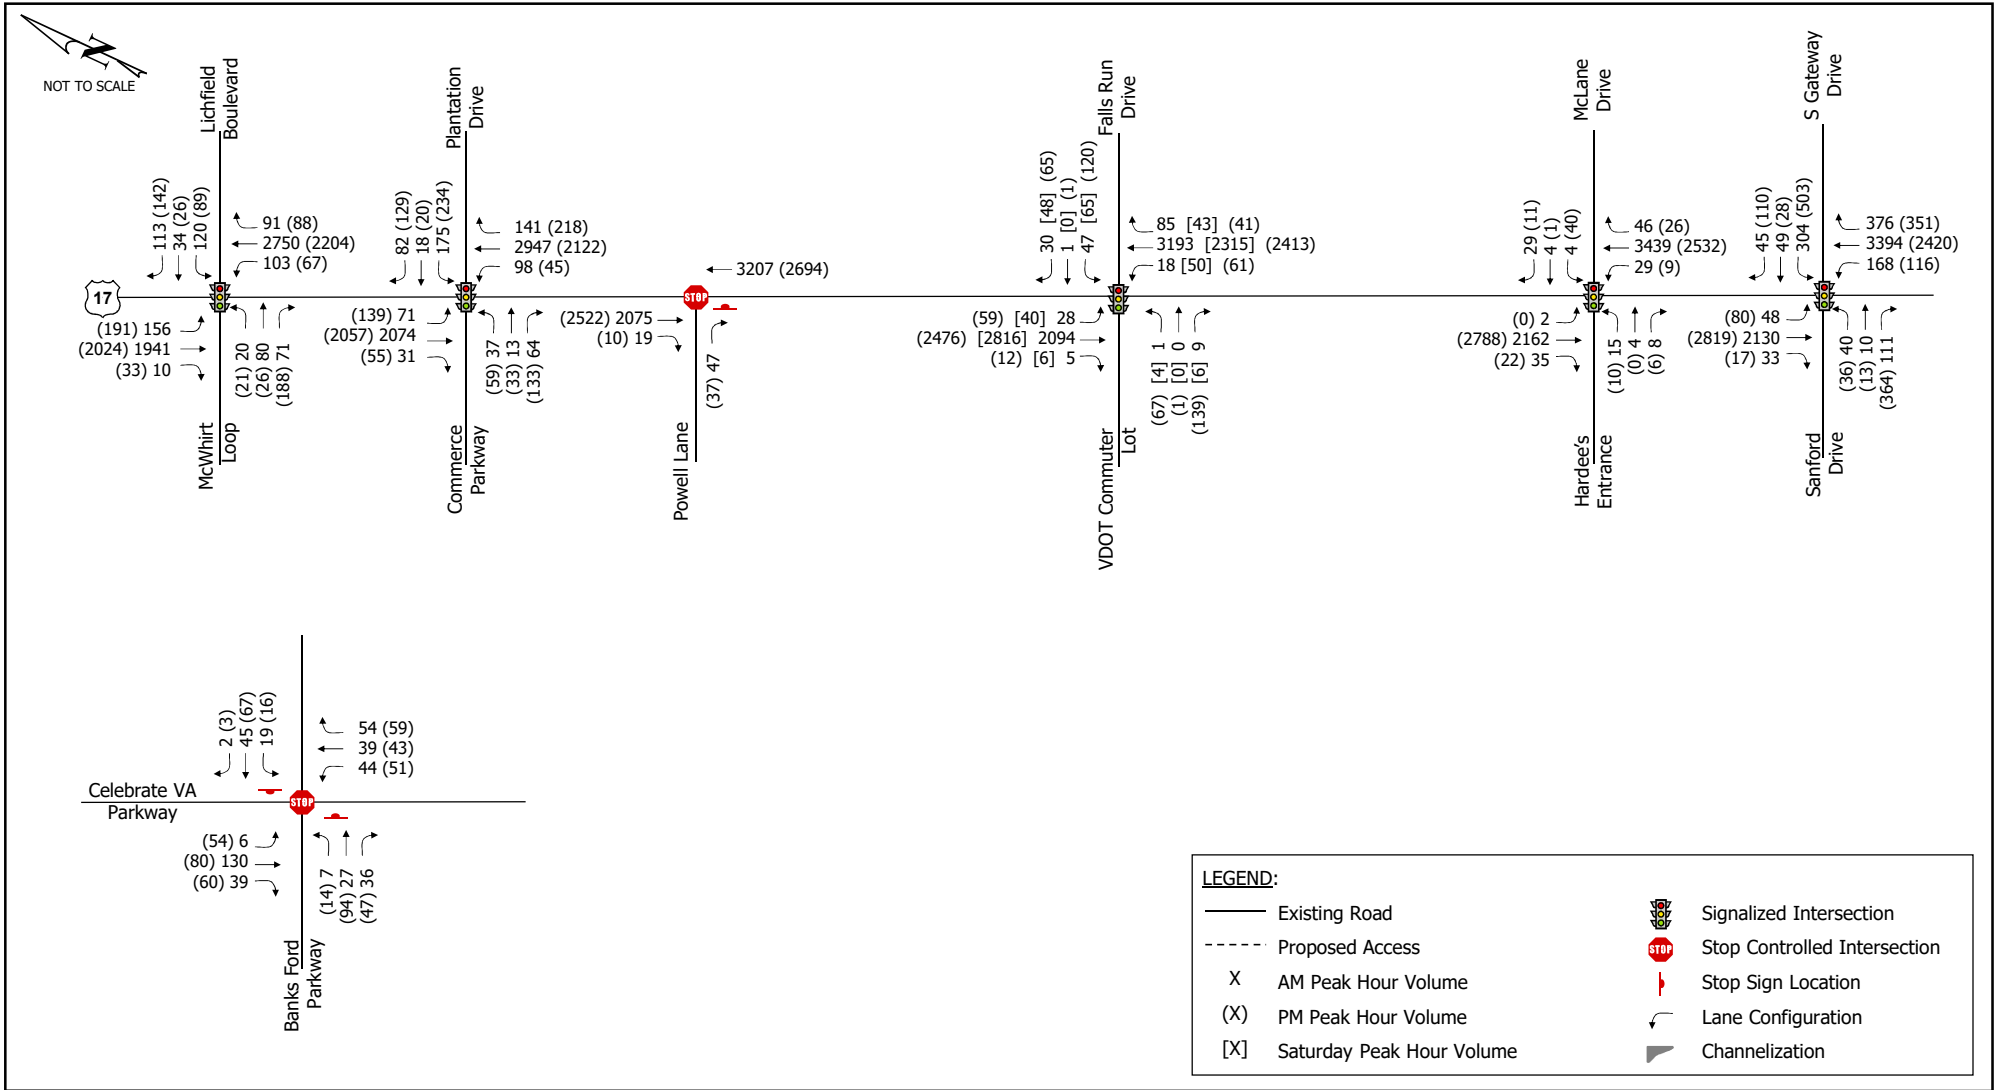 N
NOT TO SCALE
Lichfield
Boulevard
113 (142)
34 (26)
120 (89)
91 (88)
2750 (2204)
103 (67)
17
(191) 156
(2024) 1941
(33) 10
(21) 20
(26) 80
(188) 71
McWhirt
Loop
Plantation
Drive
82 (129)
18 (20)
175 (234)
141 (218)
2947 (2122)
98 (45)
(139) 71
(2057) 2074
(55) 31
(59) 37
(33) 13
(133) 64
Commerce
Parkway
3207 (2694)
STOP
(2522) 2075
(10) 19
(37) 47
Powell Lane
Falls Run
Drive
30 [48] (65)
1 [0] (1)
47 [65] (120)
85 [43] (41)
3193 [2315] (2413)
18 [50] (61)
(59) [40] 28
(2476) [2816] 2094
(12) [6] 5
(67) [4] 1
(1) [0] 0
(139) [6] 9
VDOT Commuter
Lot
McLane
Drive
29 (11)
4 (1)
4 (40)
46 (26)
3439 (2532)
29 (9)
(0) 2
(2788) 2162
(22) 35
(10) 15
(0) 4
(6) 8
Hardee's
Entrance
S Gateway
Drive
45 (110)
49 (28)
304 (503)
376 (351)
3394 (2420)
168 (116)
(80) 48
(2819) 2130
(17) 33
(36) 40
(13) 10
(364) 111
Sanford
Drive
2 (3)
45 (67)
19 (16)
54 (59)
39 (43)
44 (51)
Celebrate VA
Parkway
STOP
(54) 6
(80) 130
(60) 39
(14) 7
(94) 27
(47) 36
Banks Ford
Parkway
LEGEND:
Existing Road
Proposed Access
X AM Peak Hour Volume
(X) PM Peak Hour Volume
[X] Saturday Peak Hour Volume
Signalized Intersection
STOP Stop Controlled Intersection
Stop Sign Location
Lane Configuration
Channelization